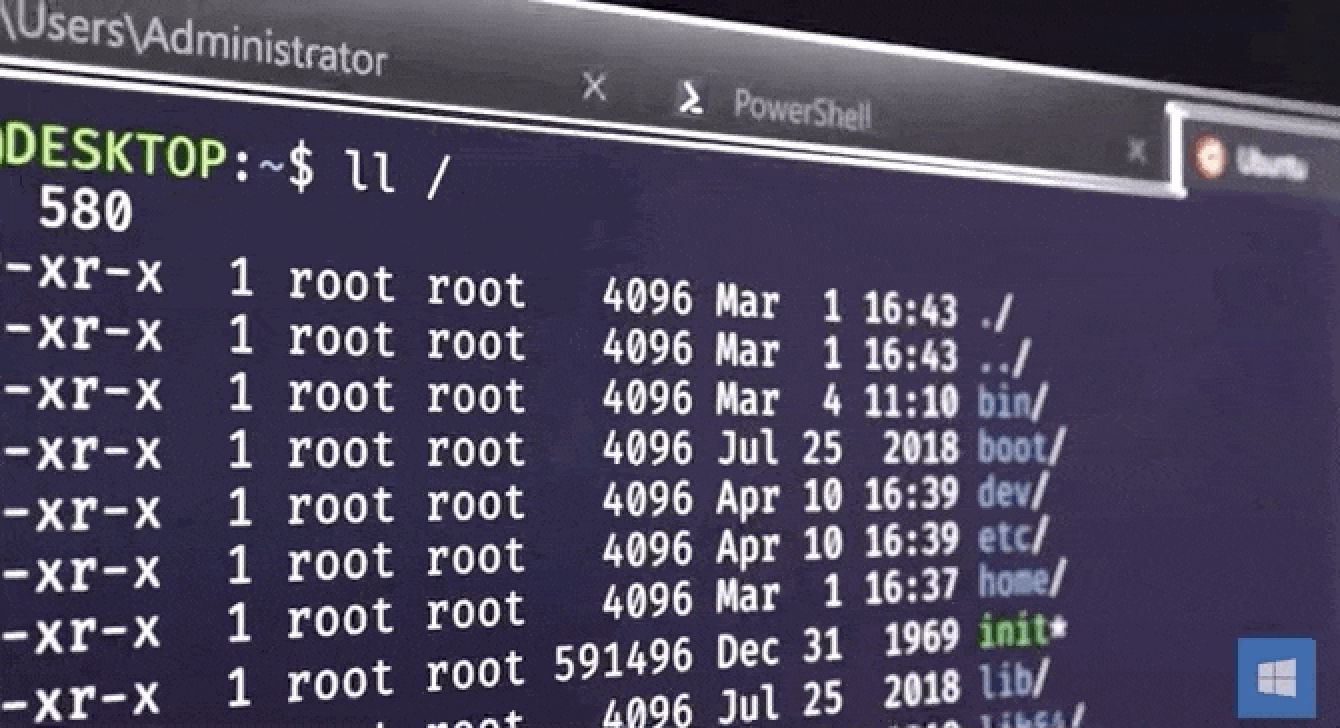 \Users\Administrator
PowerShell
Ubuntu
DESKTOP:~$ ll /
580
-xr-x 1 root root 4096 Mar 1 16:43 ./
-xr-x 1 root root 4096 Mar 1 16:43 ../
-xr-x 1 root root 4096 Mar 4 11:10 bin/
-xr-x 1 root root 4096 Jul 25 2018 boot/
-xr-x 1 root root 4096 Apr 10 16:39 dev/
-xr-x 1 root root 4096 Apr 10 16:39 etc/
-xr-x 1 root root 4096 Mar 1 16:37 home/
-xr-x 1 root root 591496 Dec 31 1969 init*
1 root root 4096 Jul 25 2018 lib/